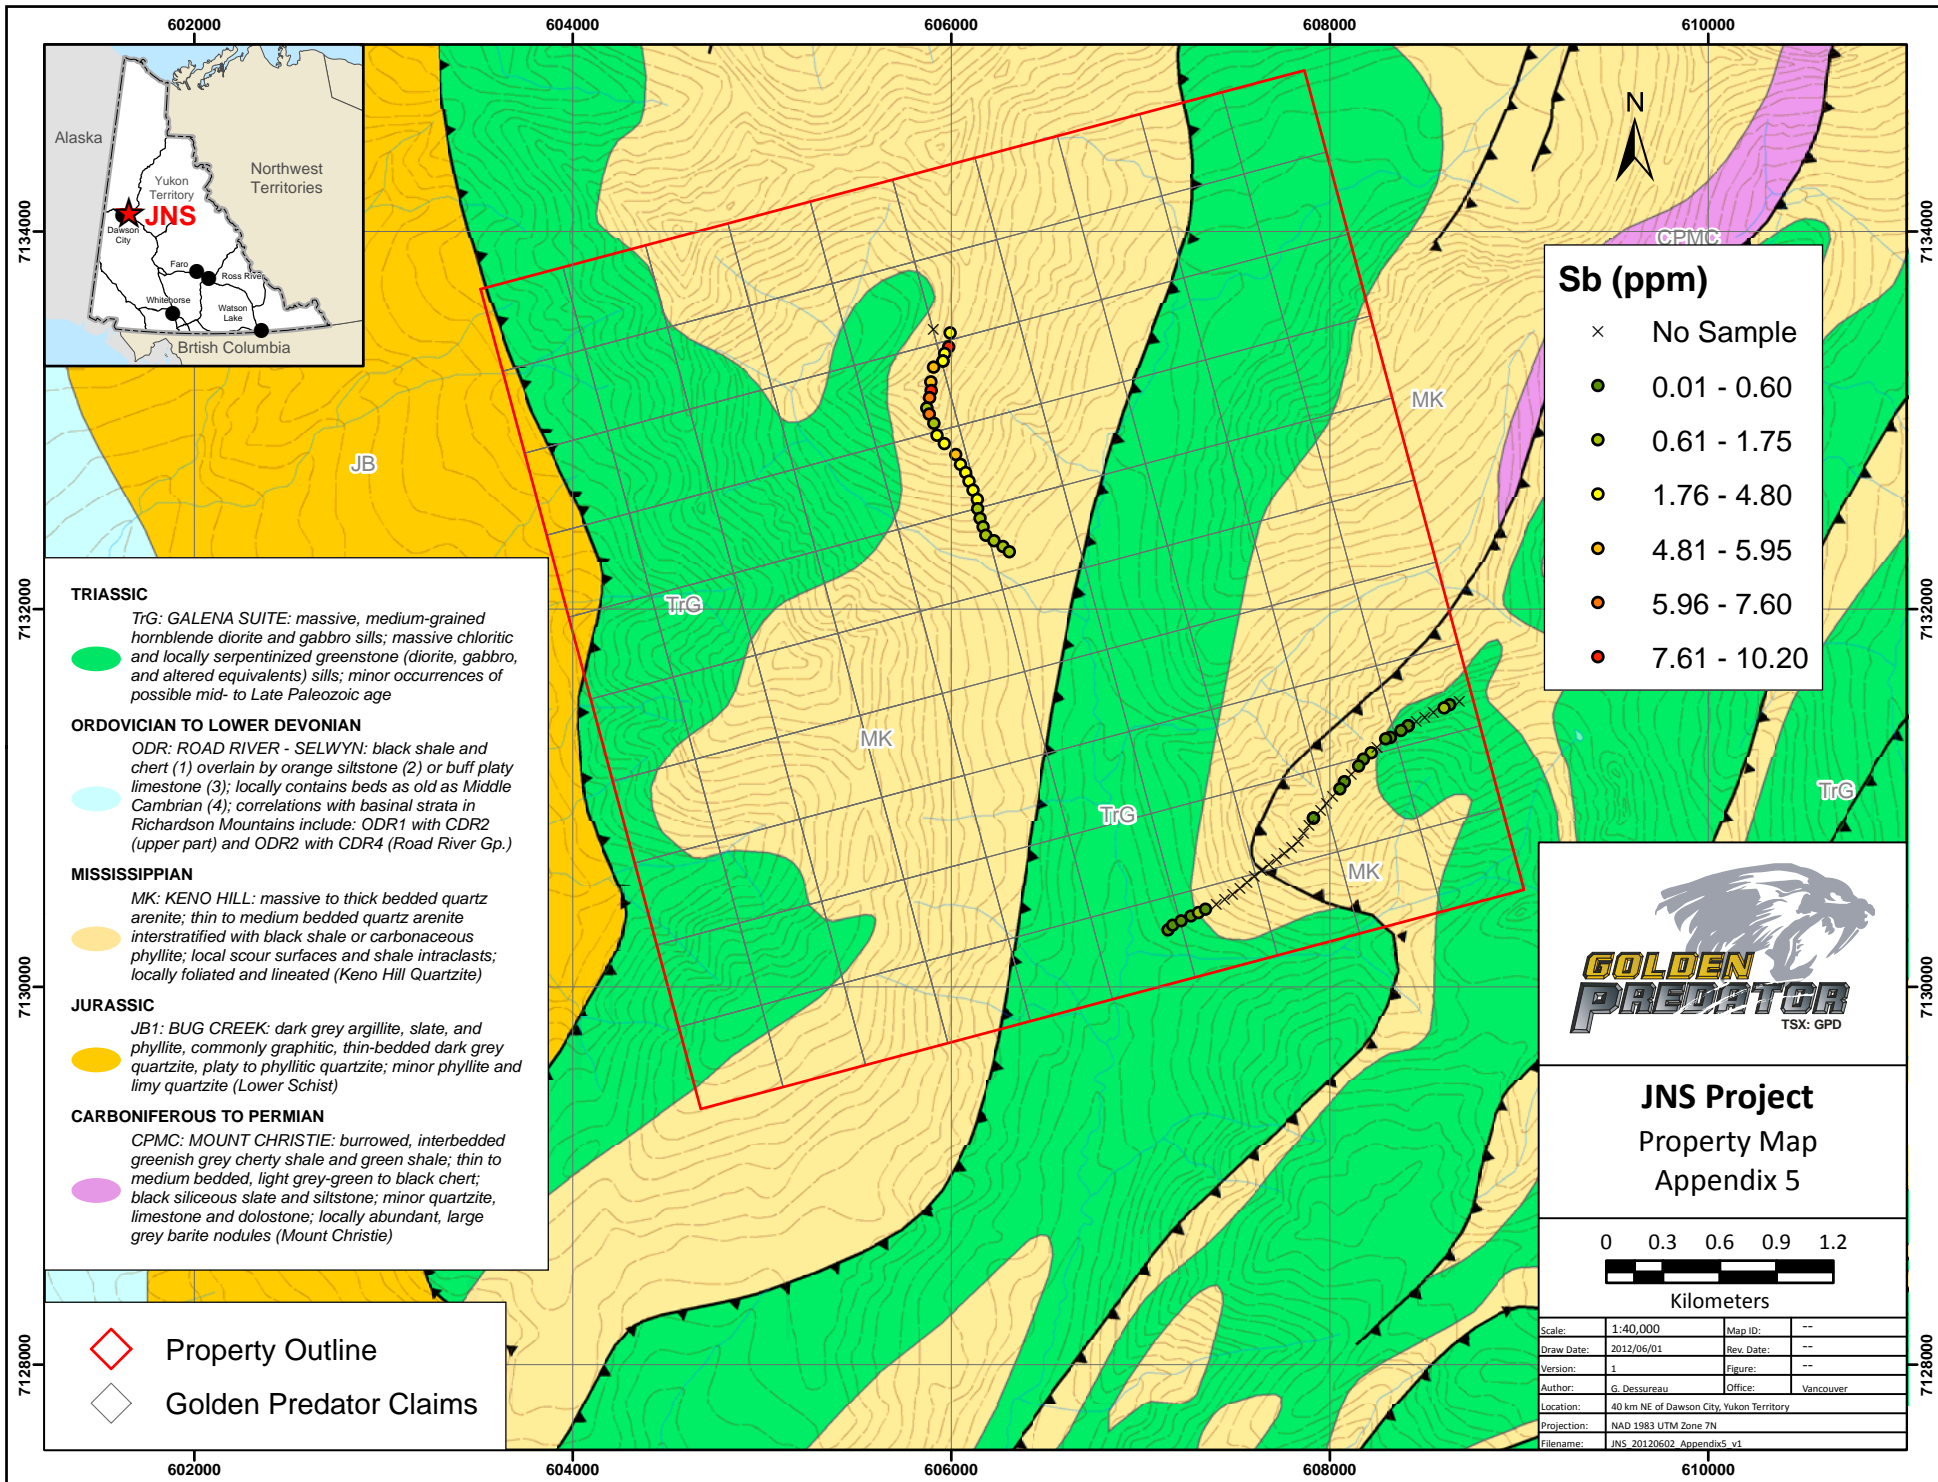 602000
604000
606000
608000
610000
7134000
7132000
7130000
7128000
7134000
7132000
7130000
7128000
Alaska
Yukon
Territory
Northwest
Territories
JNS
Dawson
City
Faro
Ross River
Whitehorse
Watson
Lake
Brtish Columbia
N
CPMC
MK
JB
TrG
MK
TrG
MK
TrG
Sb (ppm)
No Sample
0.01 - 0.60
0.61 - 1.75
1.76 - 4.80
4.81 - 5.95
5.96 - 7.60
7.61 - 10.20
TRIASSIC
TrG: GALENA SUITE: massive, medium-grained
hornblende diorite and gabbro sills; massive chloritic
and locally serpentinized greenstone (diorite, gabbro,
and altered equivalents) sills; minor occurrences of
possible mid- to Late Paleozoic age
ORDOVICIAN TO LOWER DEVONIAN
ODR: ROAD RIVER - SELWYN: black shale and
chert (1) overlain by orange siltstone (2) or buff platy
limestone (3); locally contains beds as old as Middle
Cambrian (4); correlations with basinal strata in
Richardson Mountains include: ODR1 with CDR2
(upper part) and ODR2 with CDR4 (Road River Gp.)
MISSISSIPPIAN
MK: KENO HILL: massive to thick bedded quartz
arenite; thin to medium bedded quartz arenite
interstratified with black shale or carbonaceous
phyllite; local scour surfaces and shale intraclasts;
locally foliated and lineated (Keno Hill Quartzite)
JURASSIC
JB1: BUG CREEK: dark grey argillite, slate, and
phyllite, commonly graphitic, thin-bedded dark grey
quartzite, platy to phyllitic quartzite; minor phyllite and
limy quartzite (Lower Schist)
CARBONIFEROUS TO PERMIAN
CPMC: MOUNT CHRISTIE: burrowed, interbedded
greenish grey cherty shale and green shale; thin to
medium bedded, light grey-green to black chert;
black siliceous slate and siltstone; minor quartzite,
limestone and dolostone; locally abundant, large
grey barite nodules (Mount Christie)
Property Outline
Golden Predator Claims
GOLDEN
PREDATOR
TSX: GPD
JNS Project
Property Map
Appendix 5
0 0.3 0.6 0.9 1.2
Kilometers
Scale: 1:40,000 Map ID: --
Draw Date: 2012/06/01 Rev. Date: --
Version: 1 Figure: --
Author: G. Dessureau Office: Vancouver
Location: 40 km NE of Dawson City, Yukon Territory
Projection: NAD 1983 UTM Zone 7N
Filename: JNS_20120602_Appendix5_v1
602000
604000
606000
608000
610000